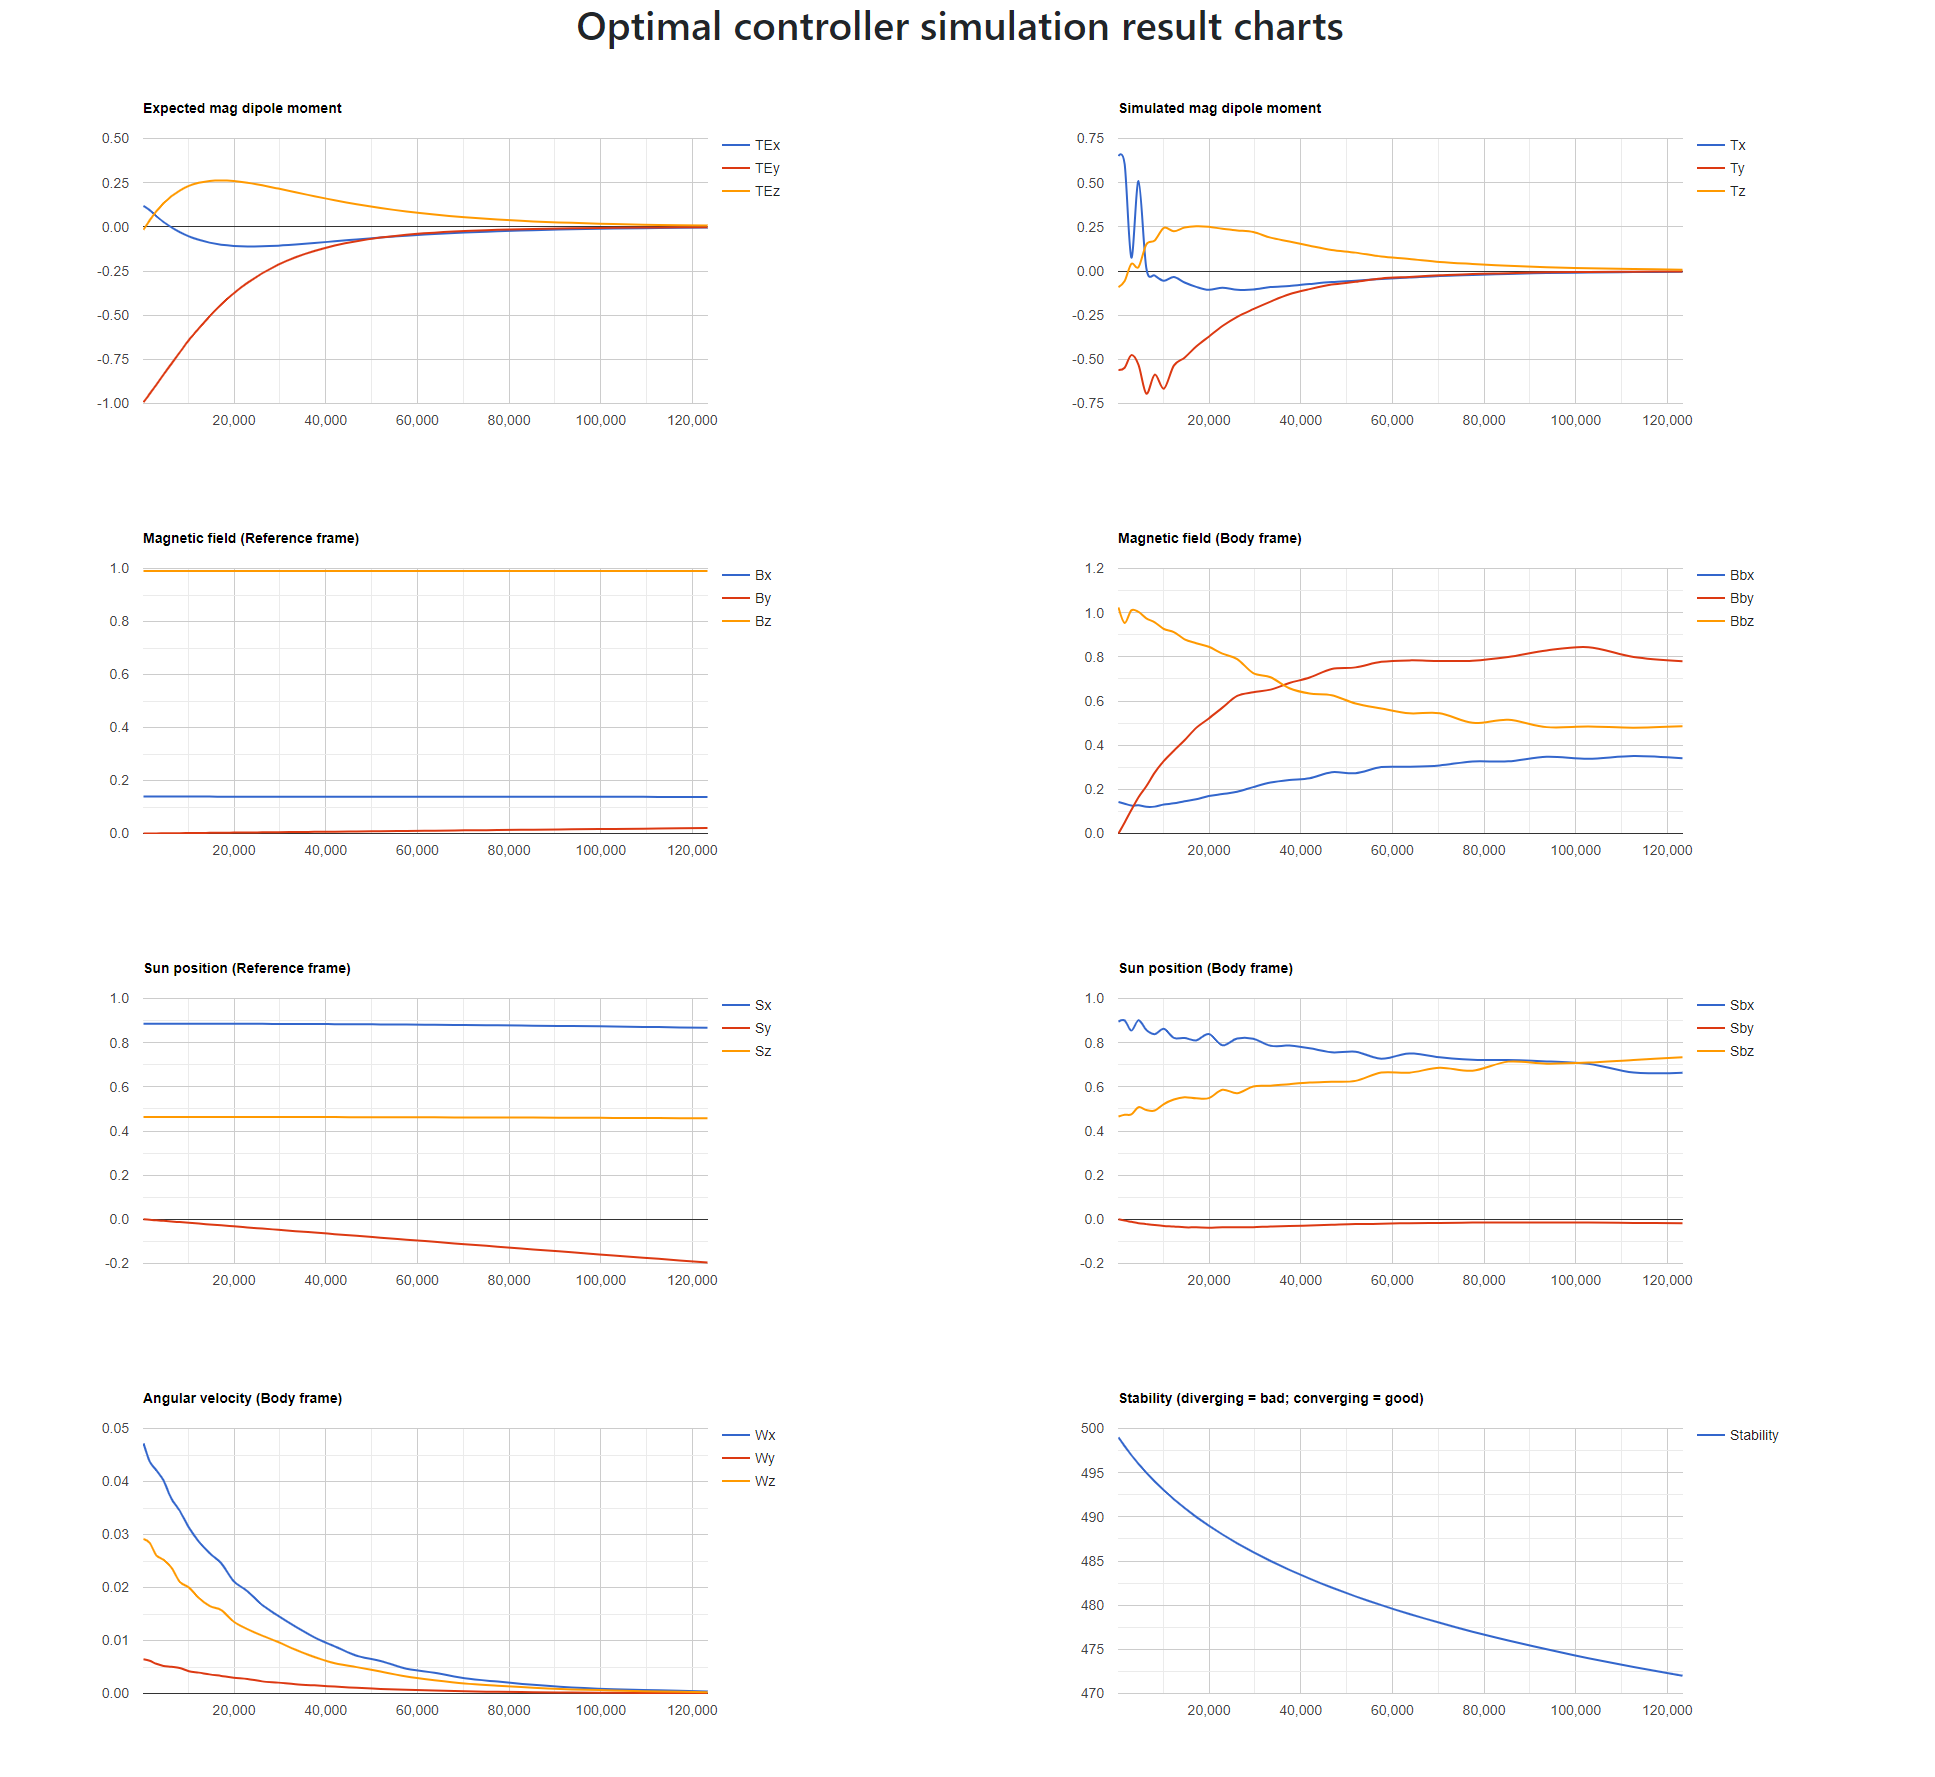 Optimal controller simulation result charts
Expected mag dipole moment
0.50
0.25
0.00
-0.25
-0.50
-0.75
-1.00
20,000 40,000 60,000 80,000 100,000 120,000
TEx
TEy
TEz
Simulated mag dipole moment
0.75
0.50
0.25
0.00
-0.25
-0.50
-0.75
20,000 40,000 60,000 80,000 100,000 120,000
Tx
Ty
Tz
Magnetic field (Reference frame)
1.0
0.8
0.6
0.4
0.2
0.0
20,000 40,000 60,000 80,000 100,000 120,000
Bx
By
Bz
Magnetic field (Body frame)
1.2
1.0
0.8
0.6
0.4
0.2
0.0
20,000 40,000 60,000 80,000 100,000 120,000
Bbx
Bby
Bbz
Sun position (Reference frame)
1.0
0.8
0.6
0.4
0.2
0.0
-0.2
20,000 40,000 60,000 80,000 100,000 120,000
Sx
Sy
Sz
Sun position (Body frame)
1.0
0.8
0.6
0.4
0.2
0.0
-0.2
20,000 40,000 60,000 80,000 100,000 120,000
Sbx
Sby
Sbz
Angular velocity (Body frame)
0.05
0.04
0.03
0.02
0.01
0.00
20,000 40,000 60,000 80,000 100,000 120,000
Wx
Wy
Wz
Stability (diverging = bad; converging = good)
500
495
490
485
480
475
470
20,000 40,000 60,000 80,000 100,000 120,000
Stability